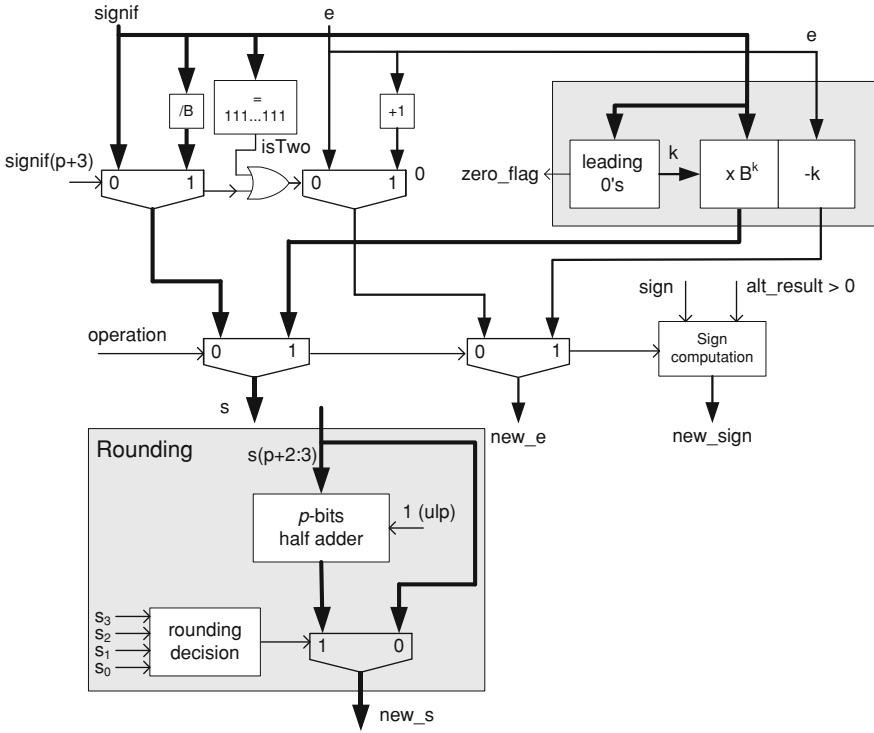 signif
e
e
/B
=
111...111
+1
isTwo
signif(p+3)
0
1
0
1
0
zero_flag
leading
0's
k
x B^k
-k
sign
alt_result > 0
operation
0
1
0
1
Sign
computation
s
new_e
new_sign
Rounding
s(p+2:3)
p-bits
half adder
1 (ulp)
s₃
s₂
s₁
s₀
rounding
decision
1
0
new_s